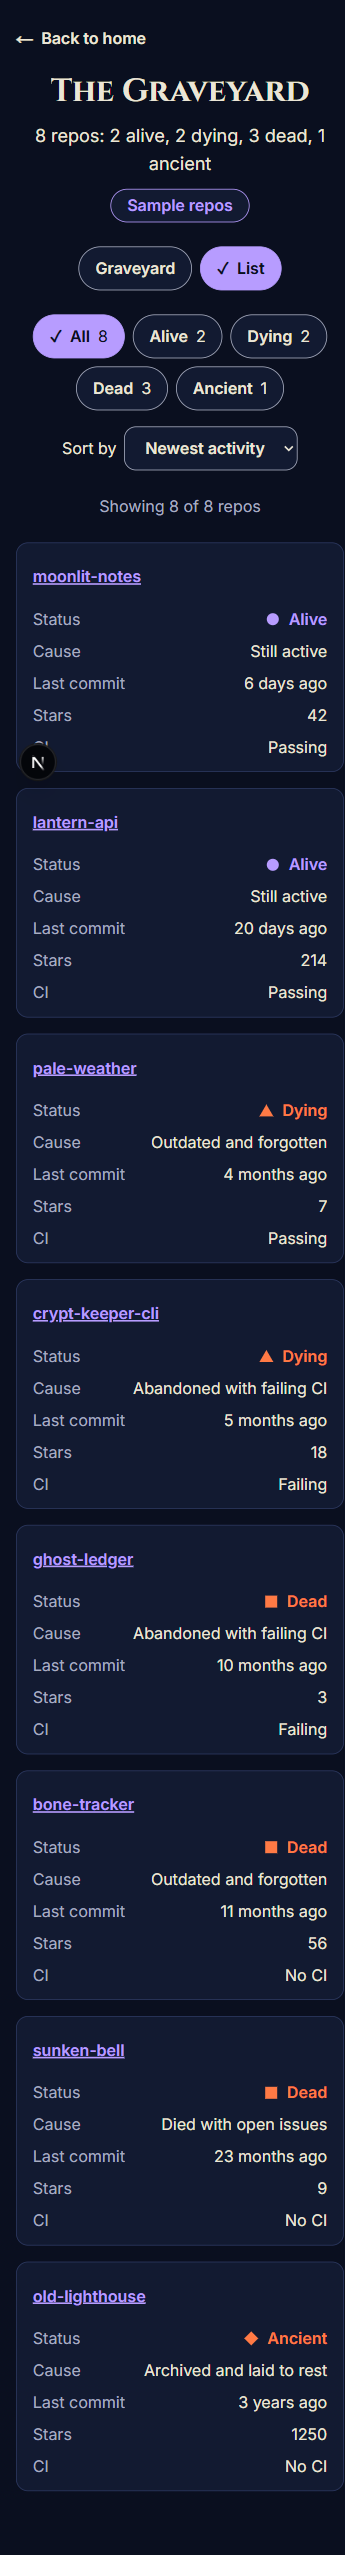 ← Back to home
The Graveyard
8 repos: 2 alive, 2 dying, 3 dead, 1
ancient
Sample repos
Graveyard ✓ List
✓ All 8 Alive 2 Dying 2
Dead 3 Ancient 1
Sort by Newest activity
Showing 8 of 8 repos
moonlit-notes
Status ● Alive
Cause Still active
Last commit 6 days ago
Stars 42
Passing
N
lantern-api
Status ● Alive
Cause Still active
Last commit 20 days ago
Stars 214
CI Passing
pale-weather
Status ▲ Dying
Cause Outdated and forgotten
Last commit 4 months ago
Stars 7
CI Passing
crypt-keeper-cli
Status ▲ Dying
Cause Abandoned with failing CI
Last commit 5 months ago
Stars 18
CI Failing
ghost-ledger
Status ■ Dead
Cause Abandoned with failing CI
Last commit 10 months ago
Stars 3
CI Failing
bone-tracker
Status ■ Dead
Cause Outdated and forgotten
Last commit 11 months ago
Stars 56
CI No CI
sunken-bell
Status ■ Dead
Cause Died with open issues
Last commit 23 months ago
Stars 9
CI No CI
old-lighthouse
Status ◆ Ancient
Cause Archived and laid to rest
Last commit 3 years ago
Stars 1250
CI No CI